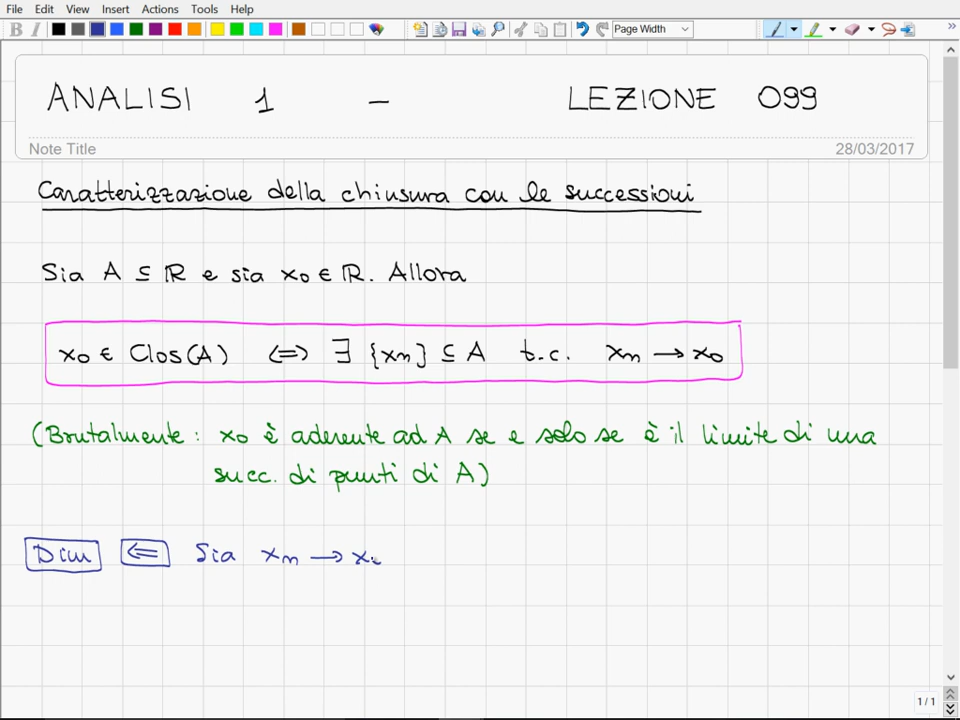 File Edit View Insert Actions Tools Help
B I Page Width
ANALISI 1 - LEZIONE 099
Note Title 28/03/2017
Caratterizzazione della chiusura con le successioni
Sia A ⊆ ℝ e sia x0 ∈ ℝ. Allora
x0 ∈ Clos(A) ⇔ ∃ {xn} ⊆ A t.c. xn → x0
(Brutalmente: x0 è aderente ad A se e solo se è il limite di una
succ. di punti di A)
Dim ⇐ Sia xn → x0
1 / 1